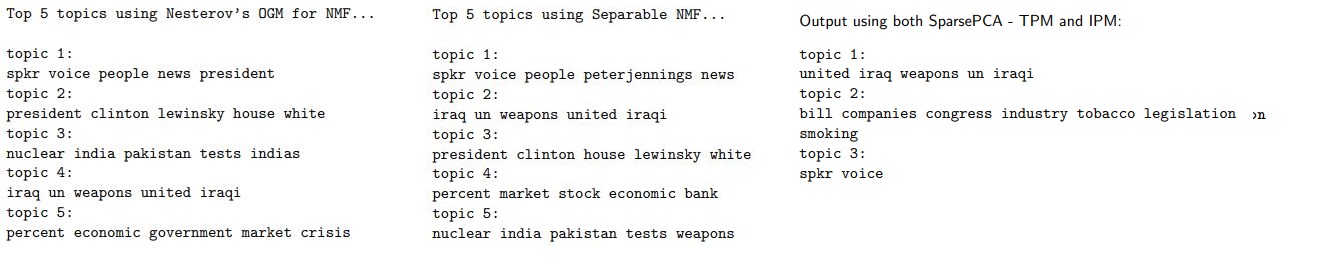 Top 5 topics using Nesterov's OGM for NMF...
topic 1:
spkr voice people news president
topic 2:
president clinton lewinsky house white
topic 3:
nuclear india pakistan tests indias
topic 4:
iraq un weapons united iraqi
topic 5:
percent economic government market crisis
Top 5 topics using Separable NMF...
topic 1:
spkr voice people peterjennings news
topic 2:
iraq un weapons united iraqi
topic 3:
president clinton house lewinsky white
topic 4:
percent market stock economic bank
topic 5:
nuclear india pakistan tests weapons
Output using both SparsePCA - TPM and IPM:
topic 1:
united iraq weapons un iraqi
topic 2:
bill companies congress industry tobacco legislation
smoking
topic 3:
spkr voice